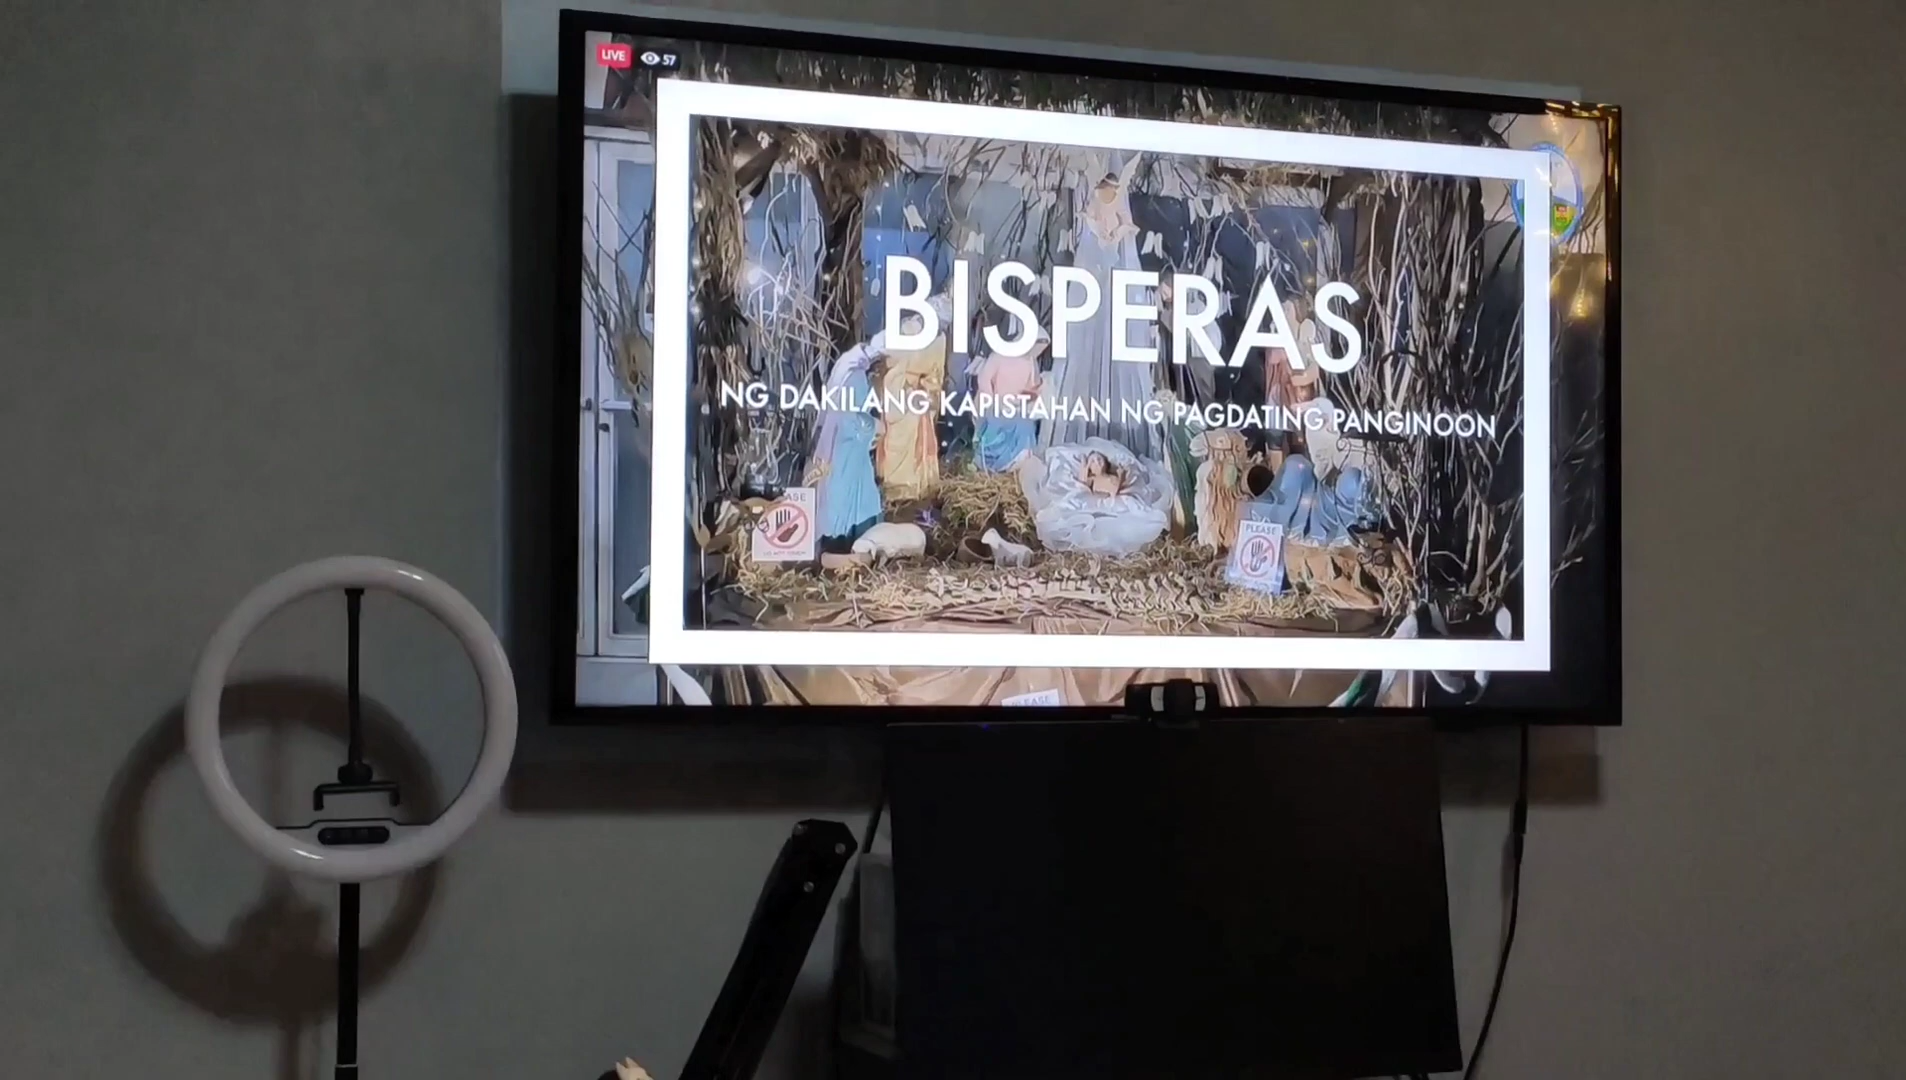 LIVE 57
BISPERAS
NG DAKILANG KAPISTAHAN NG PAGDATING PANGINOON
PLEASE
PLEASE